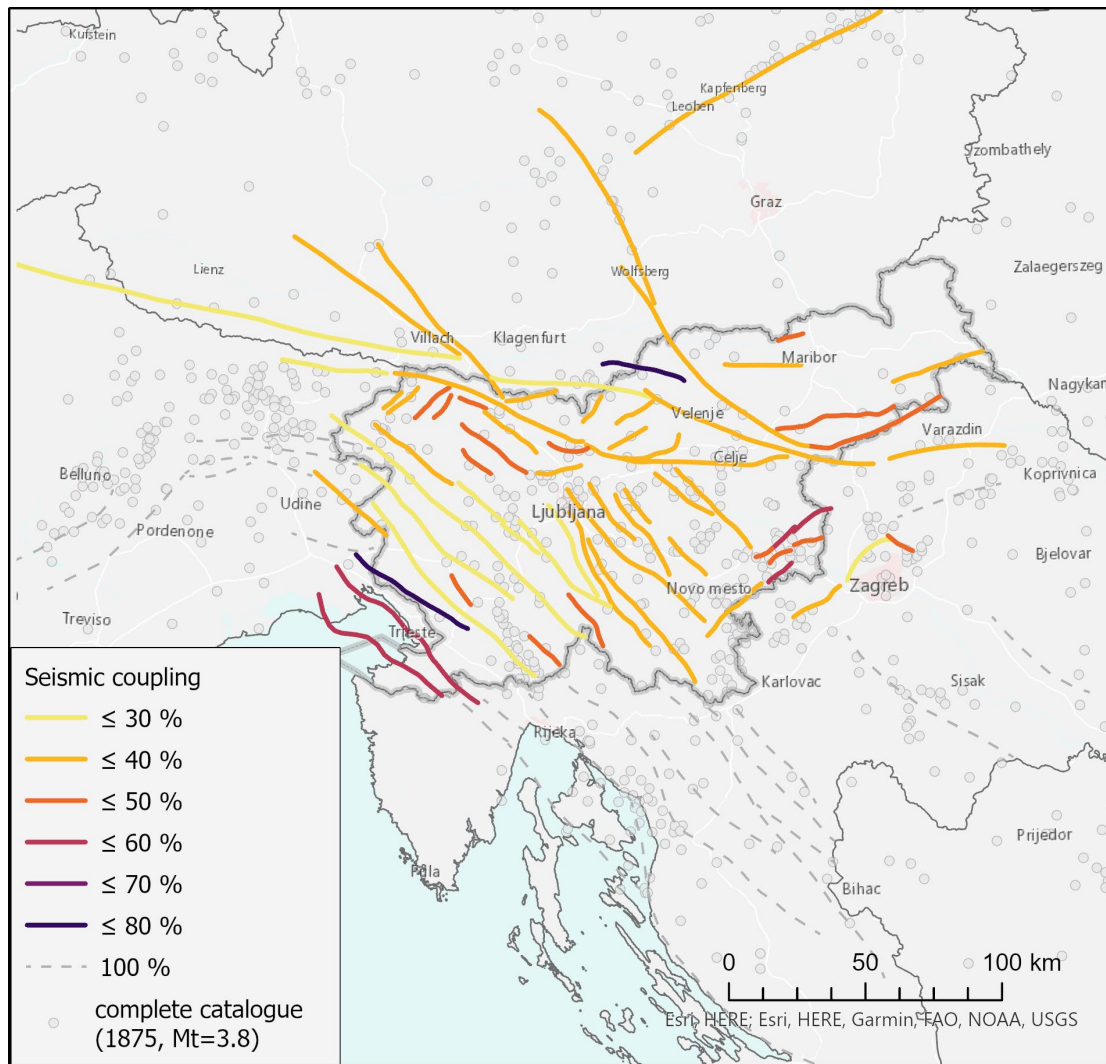 Kufstein
Kapfenberg
Leoben
Szombathely
Graz
Lienz
Wolfsberg
Zalaegerszeg
Villach
Klagenfurt
Maribor
Nagykan
Velenje
Varazdin
Celje
Belluno
Koprivnica
Udine
Ljubljana
Pordenone
Bjelovar
Novo mesto
Zagreb
Treviso
Trieste
Karlovac
Sisak
Rijeka
Prijedor
Pula
Bihac
Seismic coupling
≤ 30 %
≤ 40 %
≤ 50 %
≤ 60 %
≤ 70 %
≤ 80 %
100 %
complete catalogue
(1875, Mt=3.8)
0 50 100 km
Esri, HERE; Esri, HERE, Garmin, FAO, NOAA, USGS